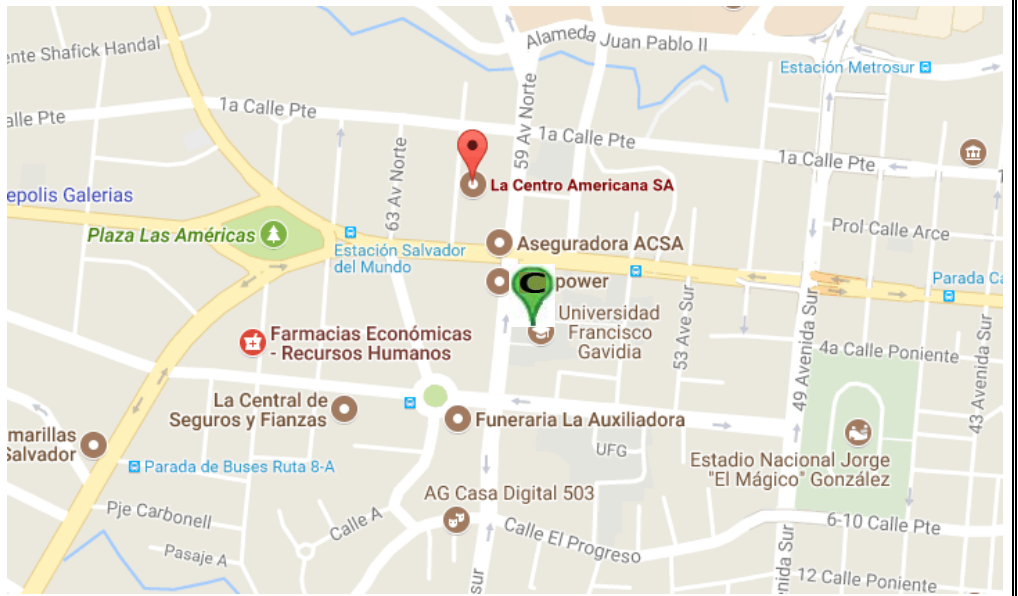 Alameda Juan Pablo II
ente Shafick Handal
Estación Metrosur
alle Pte
1a Calle Pte
59 Av Norte
1a Calle Pte
1a Calle Pte
La Centro Americana SA
epolis Galerias
63 Av Norte
Plaza Las Américas
Estación Salvador
del Mundo
Aseguradora ACSA
Prol Calle Arce
power
C
Parada Ca
Universidad
Francisco
Gavidia
Farmacias Económicas
- Recursos Humanos
53 Ave Sur
49 Avenida Sur
4a Calle Poniente
43 Avenida Sur
La Central de
Seguros y Fianzas
Funeraria La Auxiliadora
marillas
Salvador
Parada de Buses Ruta 8-A
UFG
Estadio Nacional Jorge
"El Mágico" González
AG Casa Digital 503
Pje Carbonell
Calle A
Calle El Progreso
6-10 Calle Pte
Pasaje A
sur
enida Sur
12 Calle Poniente